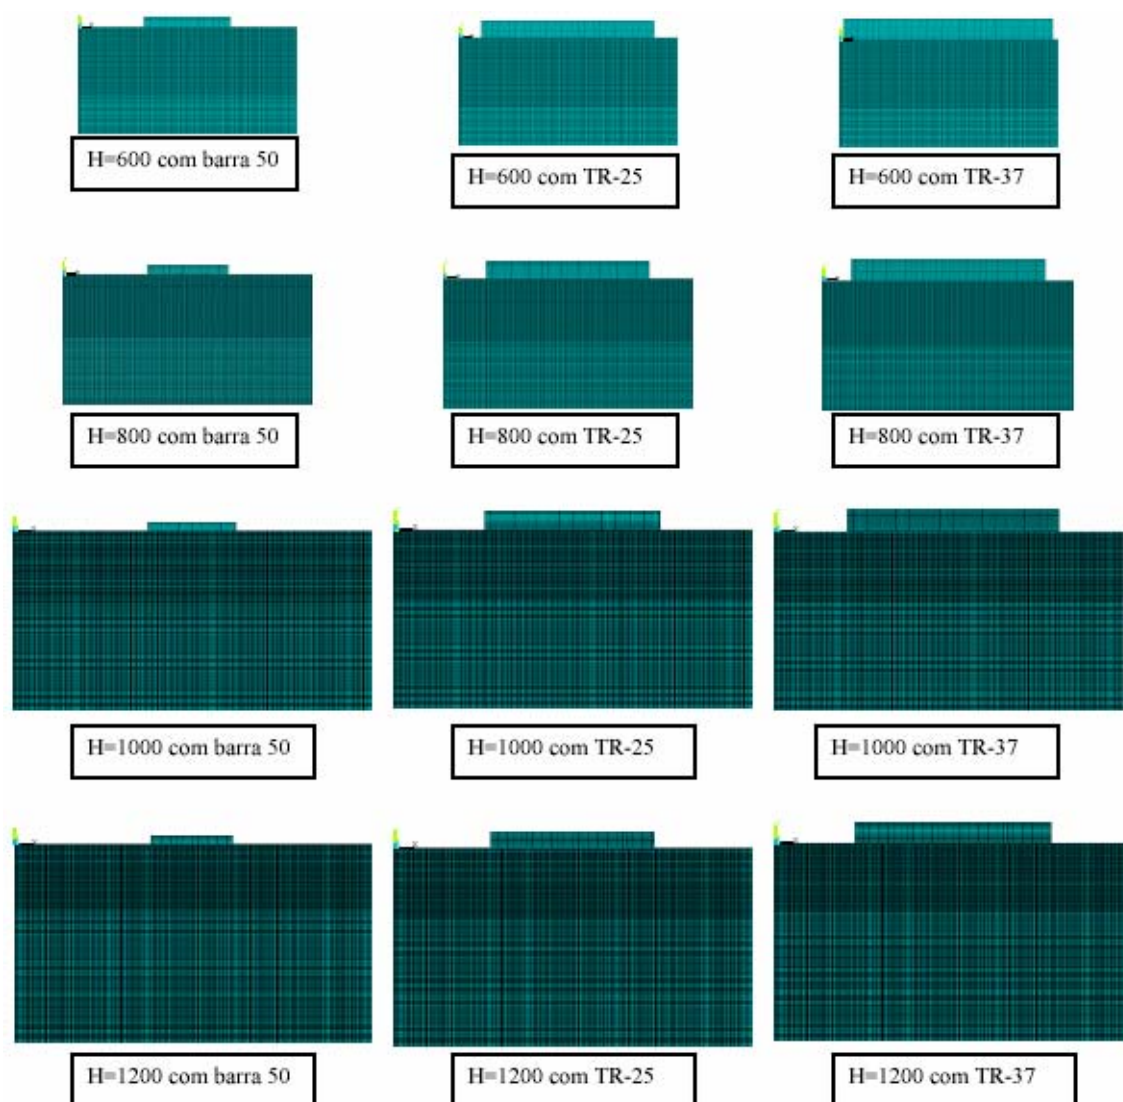 H=600 com barra 50
H=600 com TR-25
H=600 com TR-37
H=800 com barra 50
H=800 com TR-25
H=800 com TR-37
H=1000 com barra 50
H=1000 com TR-25
H=1000 com TR-37
H=1200 com barra 50
H=1200 com TR-25
H=1200 com TR-37